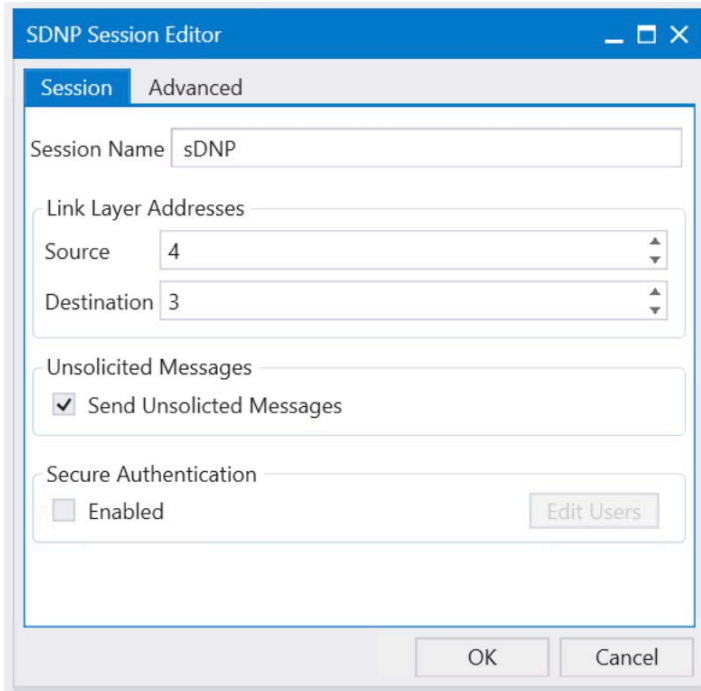 SDNP Session Editor
Session Advanced
Session Name sDNP
Link Layer Addresses
Source 4
Destination 3
Unsolicited Messages
Send Unsolicted Messages
Secure Authentication
Enabled Edit Users
OK Cancel